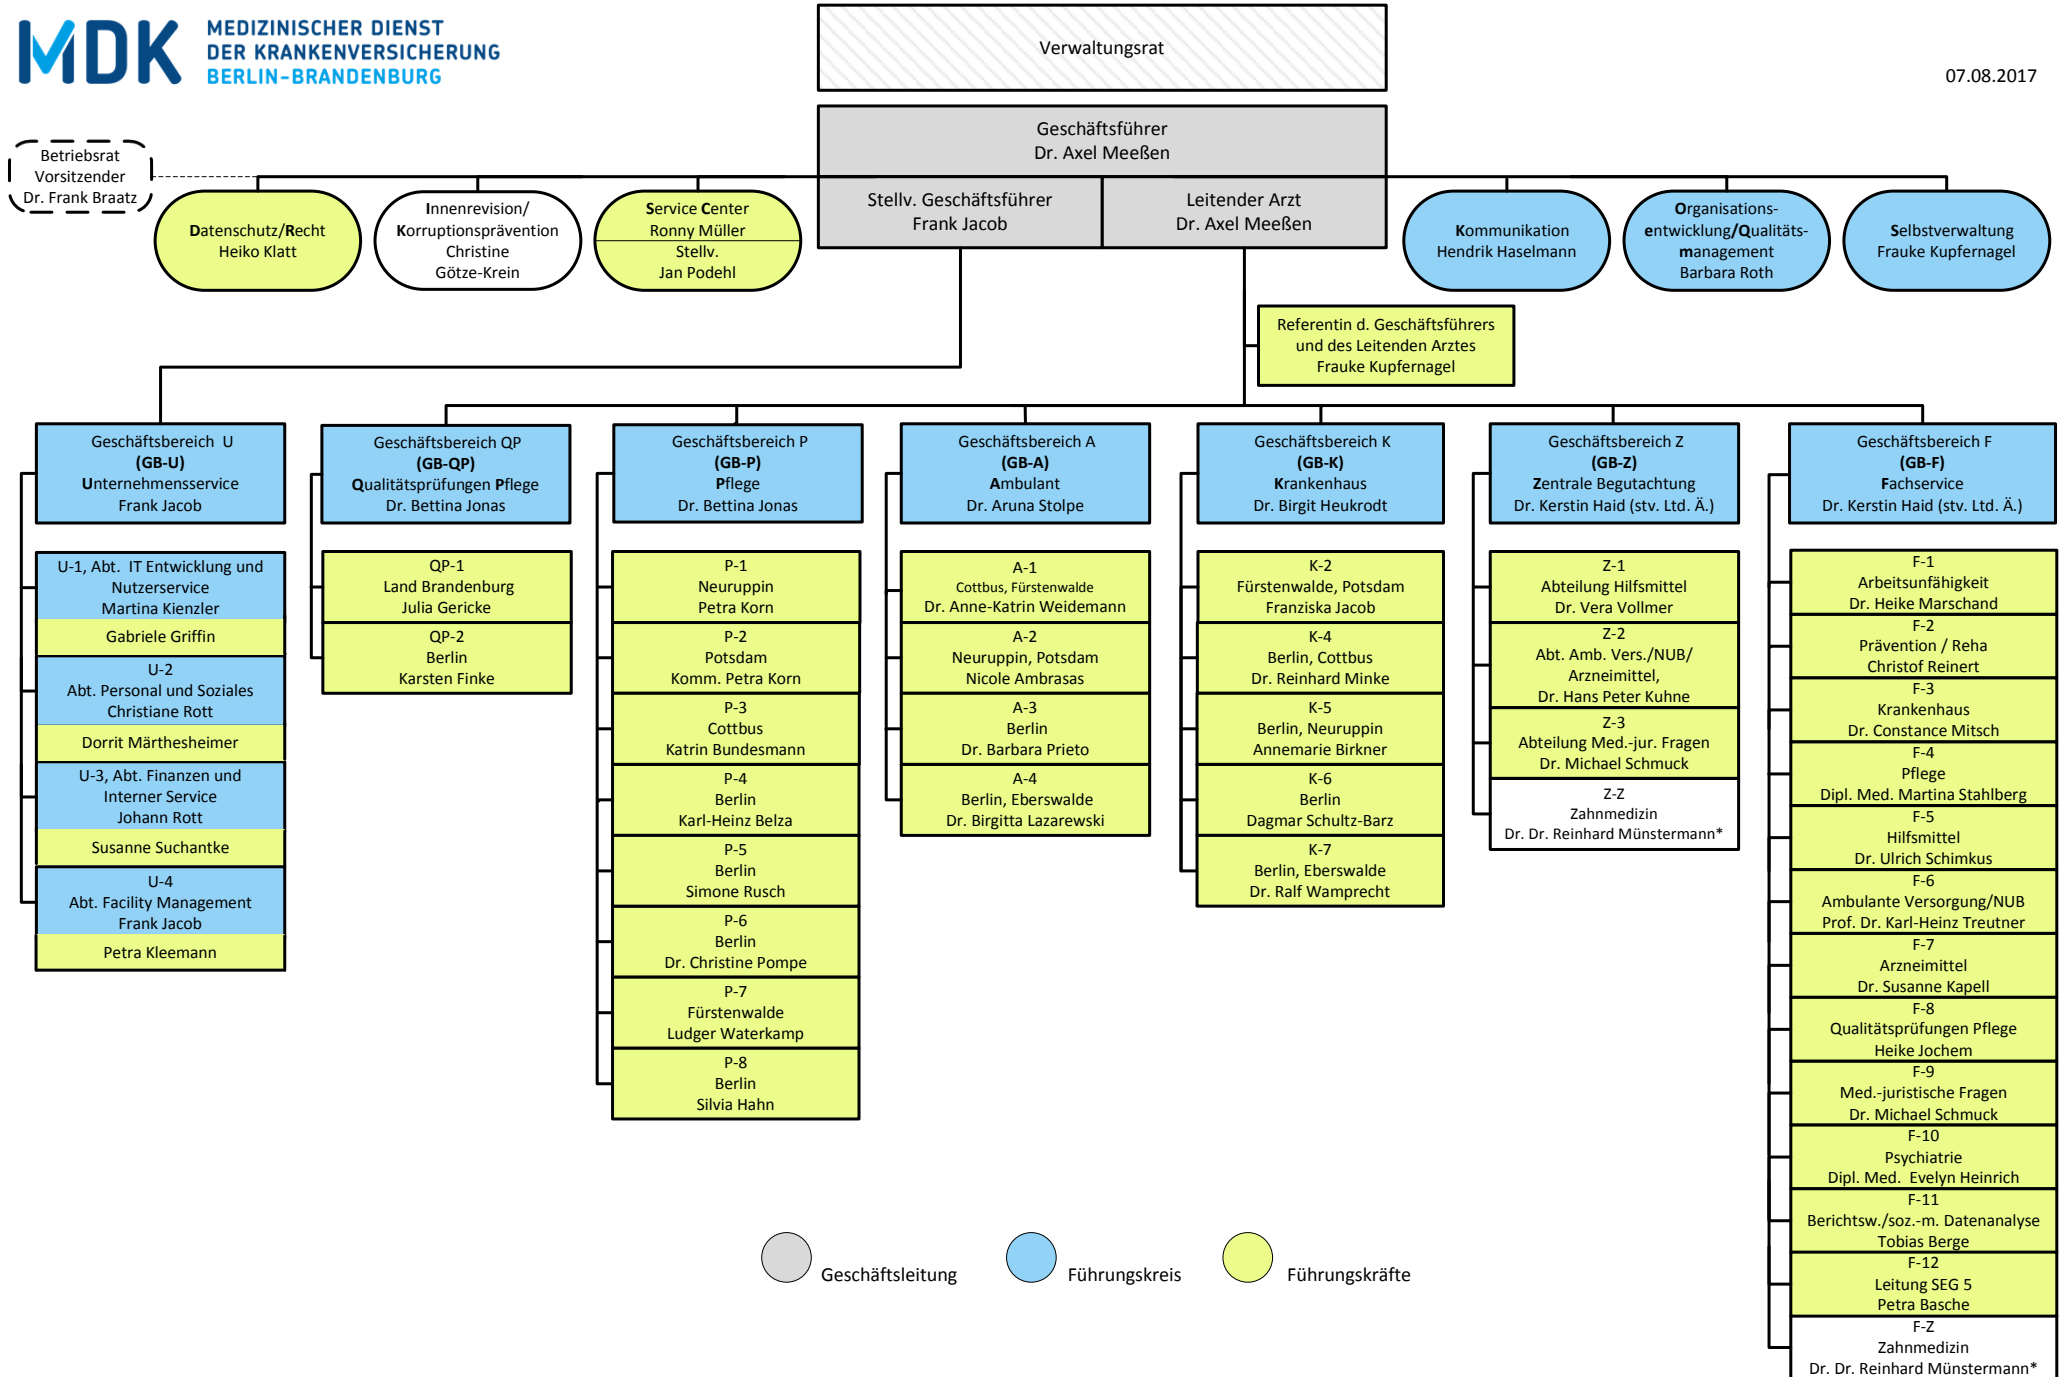 MDK
MEDIZINISCHER DIENST
DER KRANKENVERSICHERUNG
BERLIN-BRANDENBURG
Verwaltungsrat
07.08.2017
Geschäftsführer
Dr. Axel Meeßen
Betriebsrat
Vorsitzender
Dr. Frank Braatz
Stellv. Geschäftsführer
Frank Jacob
Leitender Arzt
Dr. Axel Meeßen
Datenschutz/Recht
Heiko Klatt
Innenrevision/
Korruptionsprävention
Christine
Götze-Krein
Service Center
Ronny Müller
Stellv.
Jan Podehl
Kommunikation
Hendrik Haselmann
Organisations-
entwicklung/Qualitäts-
management
Barbara Roth
Selbstverwaltung
Frauke Kupfernagel
Referentin d. Geschäftsführers
und des Leitenden Arztes
Frauke Kupfernagel
Geschäftsbereich U
(GB-U)
Unternehmensservice
Frank Jacob
U-1, Abt. IT Entwicklung und
Nutzerservice
Martina Kienzler
Gabriele Griffin
U-2
Abt. Personal und Soziales
Christiane Rott
Dorrit Märthesheimer
U-3, Abt. Finanzen und
Interner Service
Johann Rott
Susanne Suchantke
U-4
Abt. Facility Management
Frank Jacob
Petra Kleemann
Geschäftsbereich QP
(GB-QP)
Qualitätsprüfungen Pflege
Dr. Bettina Jonas
QP-1
Land Brandenburg
Julia Gericke
QP-2
Berlin
Karsten Finke
Geschäftsbereich P
(GB-P)
Pflege
Dr. Bettina Jonas
P-1
Neuruppin
Petra Korn
P-2
Potsdam
Komm. Petra Korn
P-3
Cottbus
Katrin Bundesmann
P-4
Berlin
Karl-Heinz Belza
P-5
Berlin
Simone Rusch
P-6
Berlin
Dr. Christine Pompe
P-7
Fürstenwalde
Ludger Waterkamp
P-8
Berlin
Silvia Hahn
Geschäftsbereich A
(GB-A)
Ambulant
Dr. Aruna Stolpe
A-1
Cottbus, Fürstenwalde
Dr. Anne-Katrin Weidemann
A-2
Neuruppin, Potsdam
Nicole Ambrasas
A-3
Berlin
Dr. Barbara Prieto
A-4
Berlin, Eberswalde
Dr. Birgitta Lazarewski
Geschäftsbereich K
(GB-K)
Krankenhaus
Dr. Birgit Heukrodt
K-2
Fürstenwalde, Potsdam
Franziska Jacob
K-4
Berlin, Cottbus
Dr. Reinhard Minke
K-5
Berlin, Neuruppin
Annemarie Birkner
K-6
Berlin
Dagmar Schultz-Barz
K-7
Berlin, Eberswalde
Dr. Ralf Wamprecht
Geschäftsbereich Z
(GB-Z)
Zentrale Begutachtung
Dr. Kerstin Haid (stv. Ltd. Ä.)
Z-1
Abteilung Hilfsmittel
Dr. Vera Vollmer
Z-2
Abt. Amb. Vers./NUB/
Arzneimittel,
Dr. Hans Peter Kuhne
Z-3
Abteilung Med.-jur. Fragen
Dr. Michael Schmuck
Z-Z
Zahnmedizin
Dr. Dr. Reinhard Münstermann*
Geschäftsbereich F
(GB-F)
Fachservice
Dr. Kerstin Haid (stv. Ltd. Ä.)
F-1
Arbeitsunfähigkeit
Dr. Heike Marschand
F-2
Prävention / Reha
Christof Reinert
F-3
Krankenhaus
Dr. Constance Mitsch
F-4
Pflege
Dipl. Med. Martina Stahlberg
F-5
Hilfsmittel
Dr. Ulrich Schimkus
F-6
Ambulante Versorgung/NUB
Prof. Dr. Karl-Heinz Treutner
F-7
Arzneimittel
Dr. Susanne Kapell
F-8
Qualitätsprüfungen Pflege
Heike Jochem
F-9
Med.-juristische Fragen
Dr. Michael Schmuck
F-10
Psychiatrie
Dipl. Med. Evelyn Heinrich
F-11
Berichtsw./soz.-m. Datenanalyse
Tobias Berge
F-12
Leitung SEG 5
Petra Basche
F-Z
Zahnmedizin
Dr. Dr. Reinhard Münstermann*
Geschäftsleitung
Führungskreis
Führungskräfte